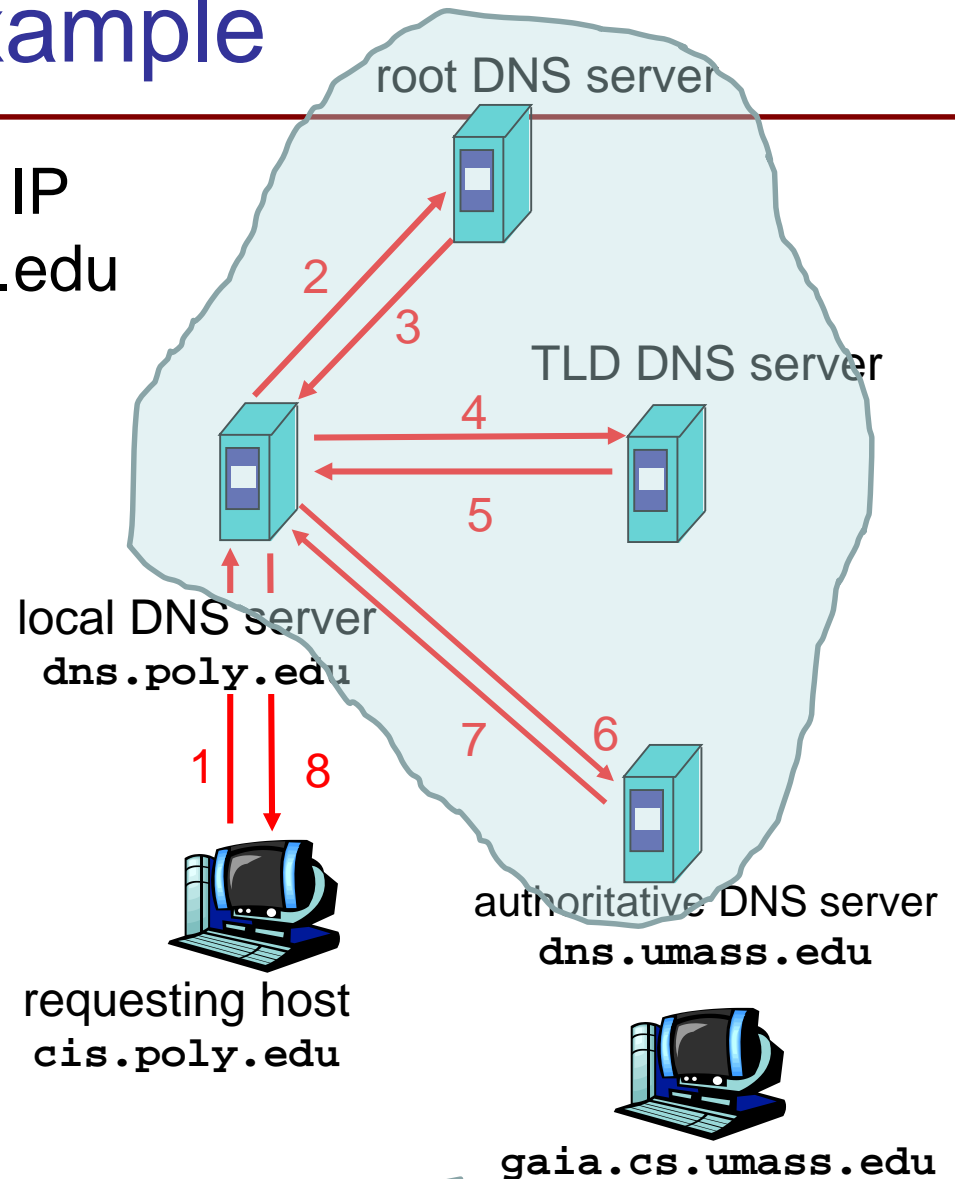 xample
root DNS server
IP
.edu
2
3
TLD DNS server
4
5
local DNS server
dns.poly.edu
7
6
1
8
authoritative DNS server
dns.umass.edu
requesting host
cis.poly.edu
gaia.cs.umass.edu